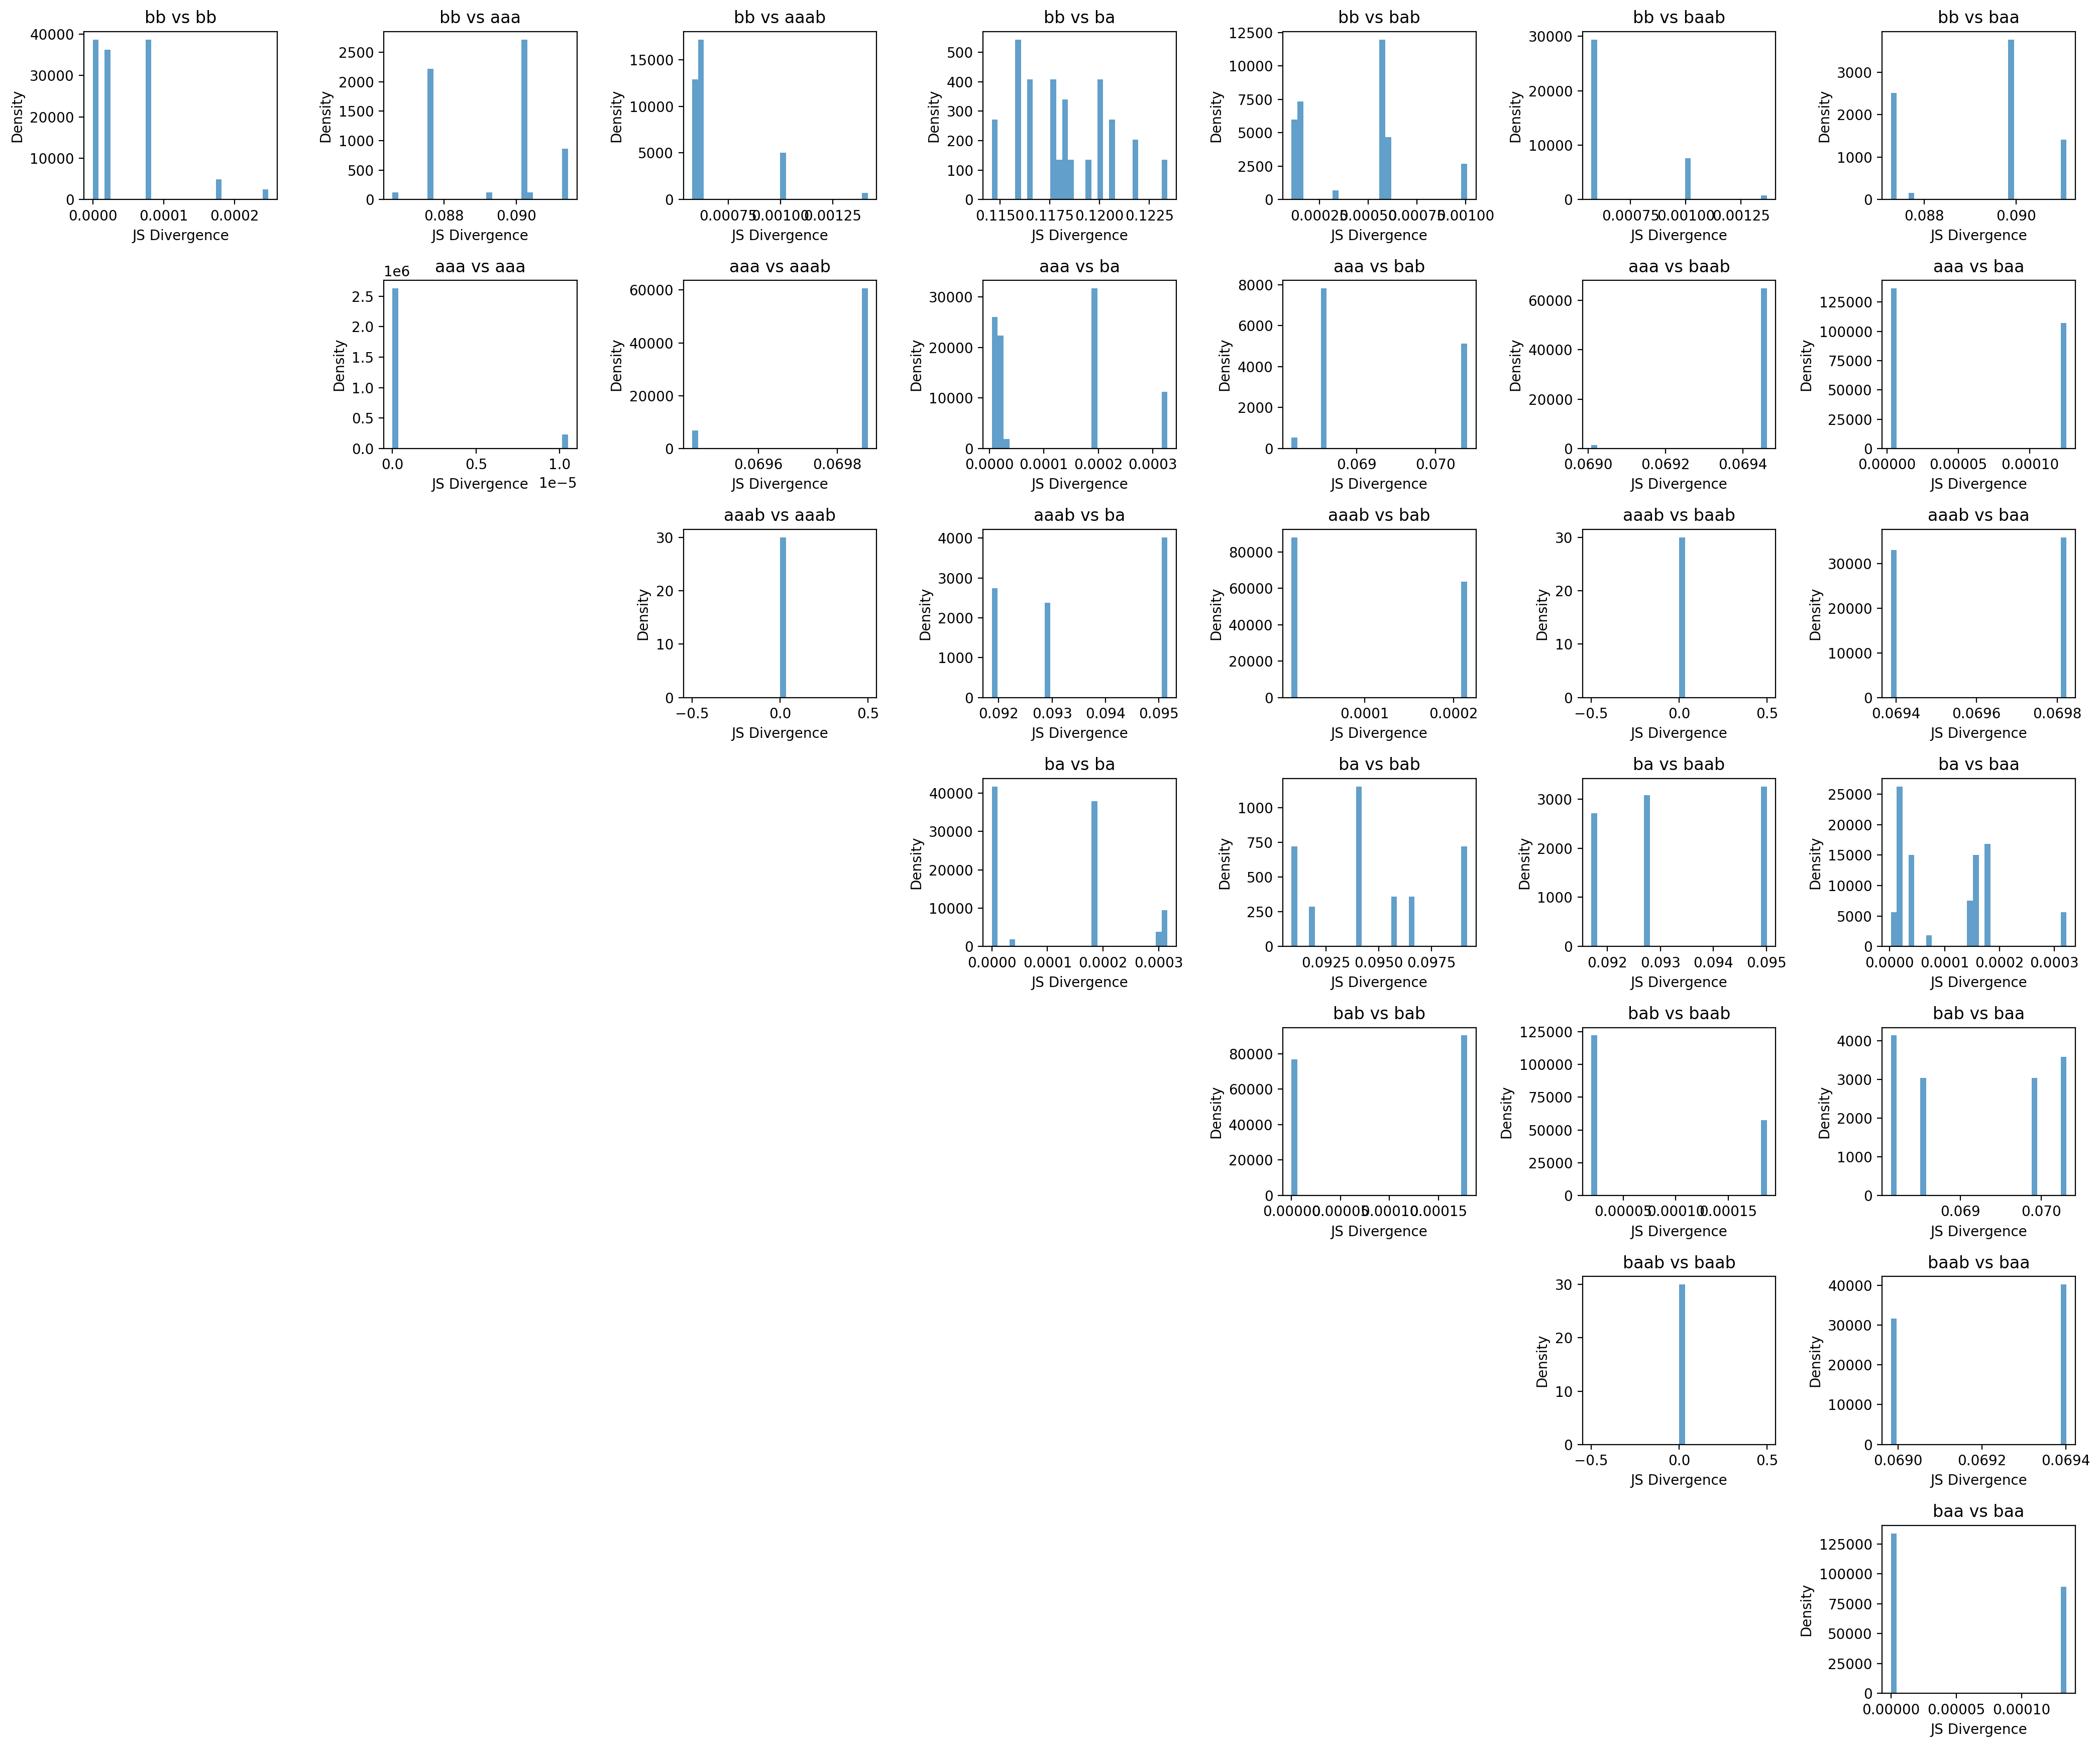 bb vs bb
40000
30000
20000
10000
0
Density
0.0000 0.0001 0.0002
JS Divergence
bb vs aaa
2500
2000
1500
1000
500
0
Density
0.088 0.090
JS Divergence
bb vs aaab
15000
10000
5000
0
Density
0.00075 0.00100 0.00125
JS Divergence
bb vs ba
500
400
300
200
100
0
Density
0.1150 0.1175 0.1200 0.1225
JS Divergence
bb vs bab
12500
10000
7500
5000
2500
0
Density
0.00025 0.00050 0.00075 0.00100
JS Divergence
bb vs baab
30000
20000
10000
0
Density
0.00075 0.00100 0.00125
JS Divergence
bb vs baa
3000
2000
1000
0
Density
0.088 0.090
JS Divergence
aaa vs aaa
1e6
2.5
2.0
1.5
1.0
0.5
0.0
Density
0.0 0.5 1.0
JS Divergence 1e−5
aaa vs aaab
60000
40000
20000
0
Density
0.0696 0.0698
JS Divergence
aaa vs ba
30000
20000
10000
0
Density
0.0000 0.0001 0.0002 0.0003
JS Divergence
aaa vs bab
8000
6000
4000
2000
0
Density
0.069 0.070
JS Divergence
aaa vs baab
60000
40000
20000
0
Density
0.0690 0.0692 0.0694
JS Divergence
aaa vs baa
125000
100000
75000
50000
25000
0
Density
0.00000 0.00005 0.00010
JS Divergence
aaab vs aaab
30
20
10
0
Density
−0.5 0.0 0.5
JS Divergence
aaab vs ba
4000
3000
2000
1000
0
Density
0.092 0.093 0.094 0.095
JS Divergence
aaab vs bab
80000
60000
40000
20000
0
Density
0.0001 0.0002
JS Divergence
aaab vs baab
30
20
10
0
Density
−0.5 0.0 0.5
JS Divergence
aaab vs baa
30000
20000
10000
0
Density
0.0694 0.0696 0.0698
JS Divergence
ba vs ba
40000
30000
20000
10000
0
Density
0.0000 0.0001 0.0002 0.0003
JS Divergence
ba vs bab
1000
750
500
250
0
Density
0.0925 0.0950 0.0975
JS Divergence
ba vs baab
3000
2000
1000
0
Density
0.092 0.093 0.094 0.095
JS Divergence
ba vs baa
25000
20000
15000
10000
5000
0
Density
0.0000 0.0001 0.0002 0.0003
JS Divergence
bab vs bab
80000
60000
40000
20000
0
Density
0.00000 0.00005 0.00010 0.00015
JS Divergence
bab vs baab
125000
100000
75000
50000
25000
0
Density
0.00005 0.00010 0.00015
JS Divergence
bab vs baa
4000
3000
2000
1000
0
Density
0.069 0.070
JS Divergence
baab vs baab
30
20
10
0
Density
−0.5 0.0 0.5
JS Divergence
baab vs baa
40000
30000
20000
10000
0
Density
0.0690 0.0692 0.0694
JS Divergence
baa vs baa
125000
100000
75000
50000
25000
0
Density
0.00000 0.00005 0.00010
JS Divergence